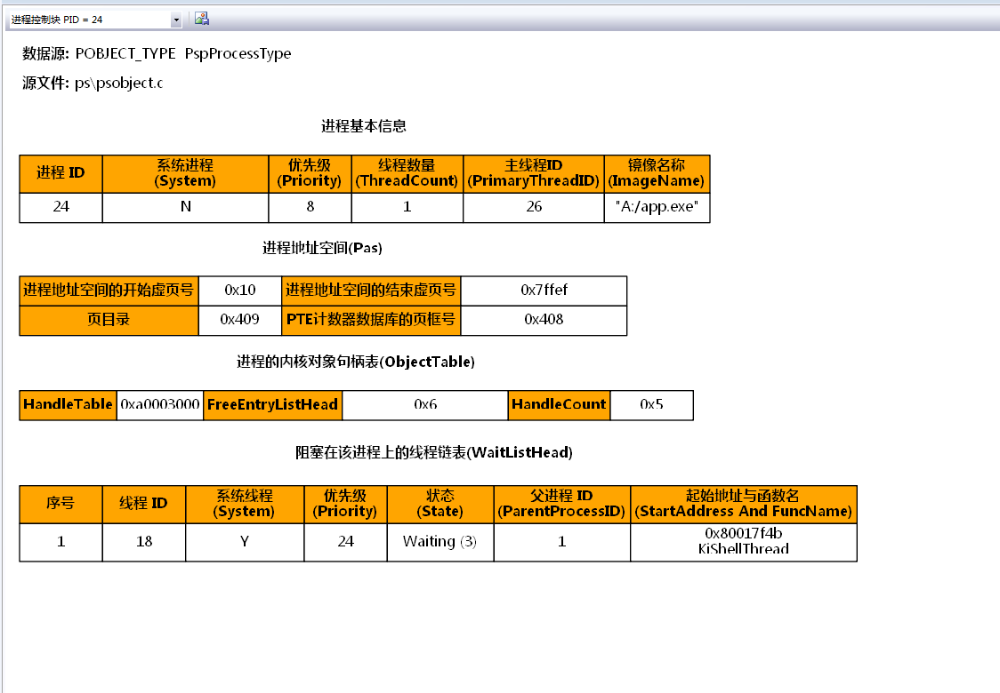 进程控制块 PID = 24
数据源: POBJECT_TYPE PspProcessType
源文件: ps\psobject.c
进程基本信息
进程 ID 系统进程 (System) 优先级 (Priority) 线程数量 (ThreadCount) 主线程ID (PrimaryThreadID) 镜像名称 (ImageName)
24 N 8 1 26 "A:/app.exe"
进程地址空间(Pas)
进程地址空间的开始虚页号 0x10 进程地址空间的结束虚页号 0x7ffef
页目录 0x409 PTE计数器数据库的页框号 0x408
进程的内核对象句柄表(ObjectTable)
HandleTable 0xa0003000 FreeEntryListHead 0x6 HandleCount 0x5
阻塞在该进程上的线程链表(WaitListHead)
序号 线程 ID 系统线程 (System) 优先级 (Priority) 状态 (State) 父进程 ID (ParentProcessID) 起始地址与函数名 (StartAddress And FuncName)
1 18 Y 24 Waiting (3) 1 0x80017f4b KiShellThread